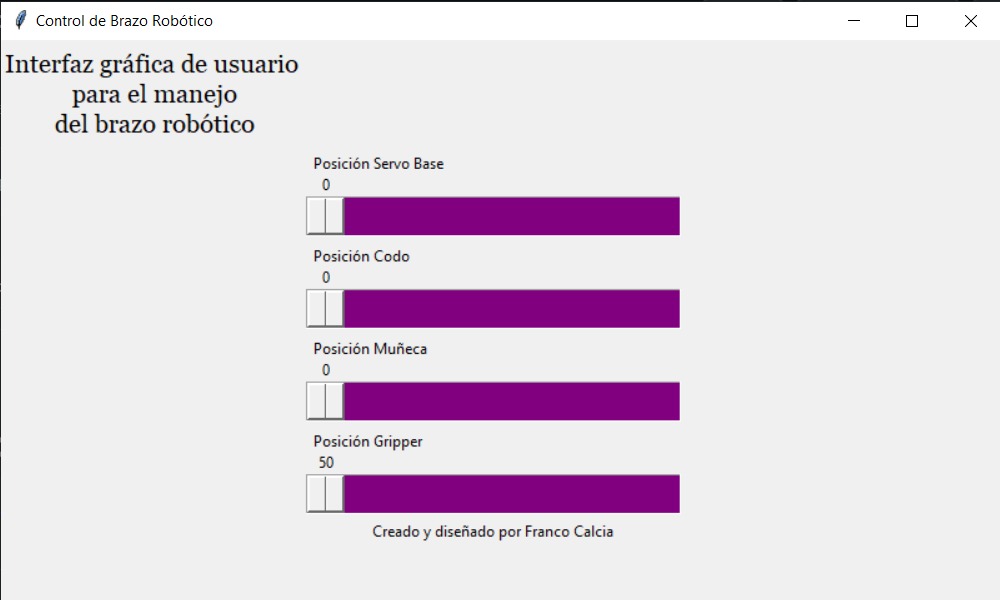 Control de Brazo Robótico
Interfaz gráfica de usuario
para el manejo
del brazo robótico
Posición Servo Base
0
Posición Codo
0
Posición Muñeca
0
Posición Gripper
50
Creado y diseñado por Franco Calcia